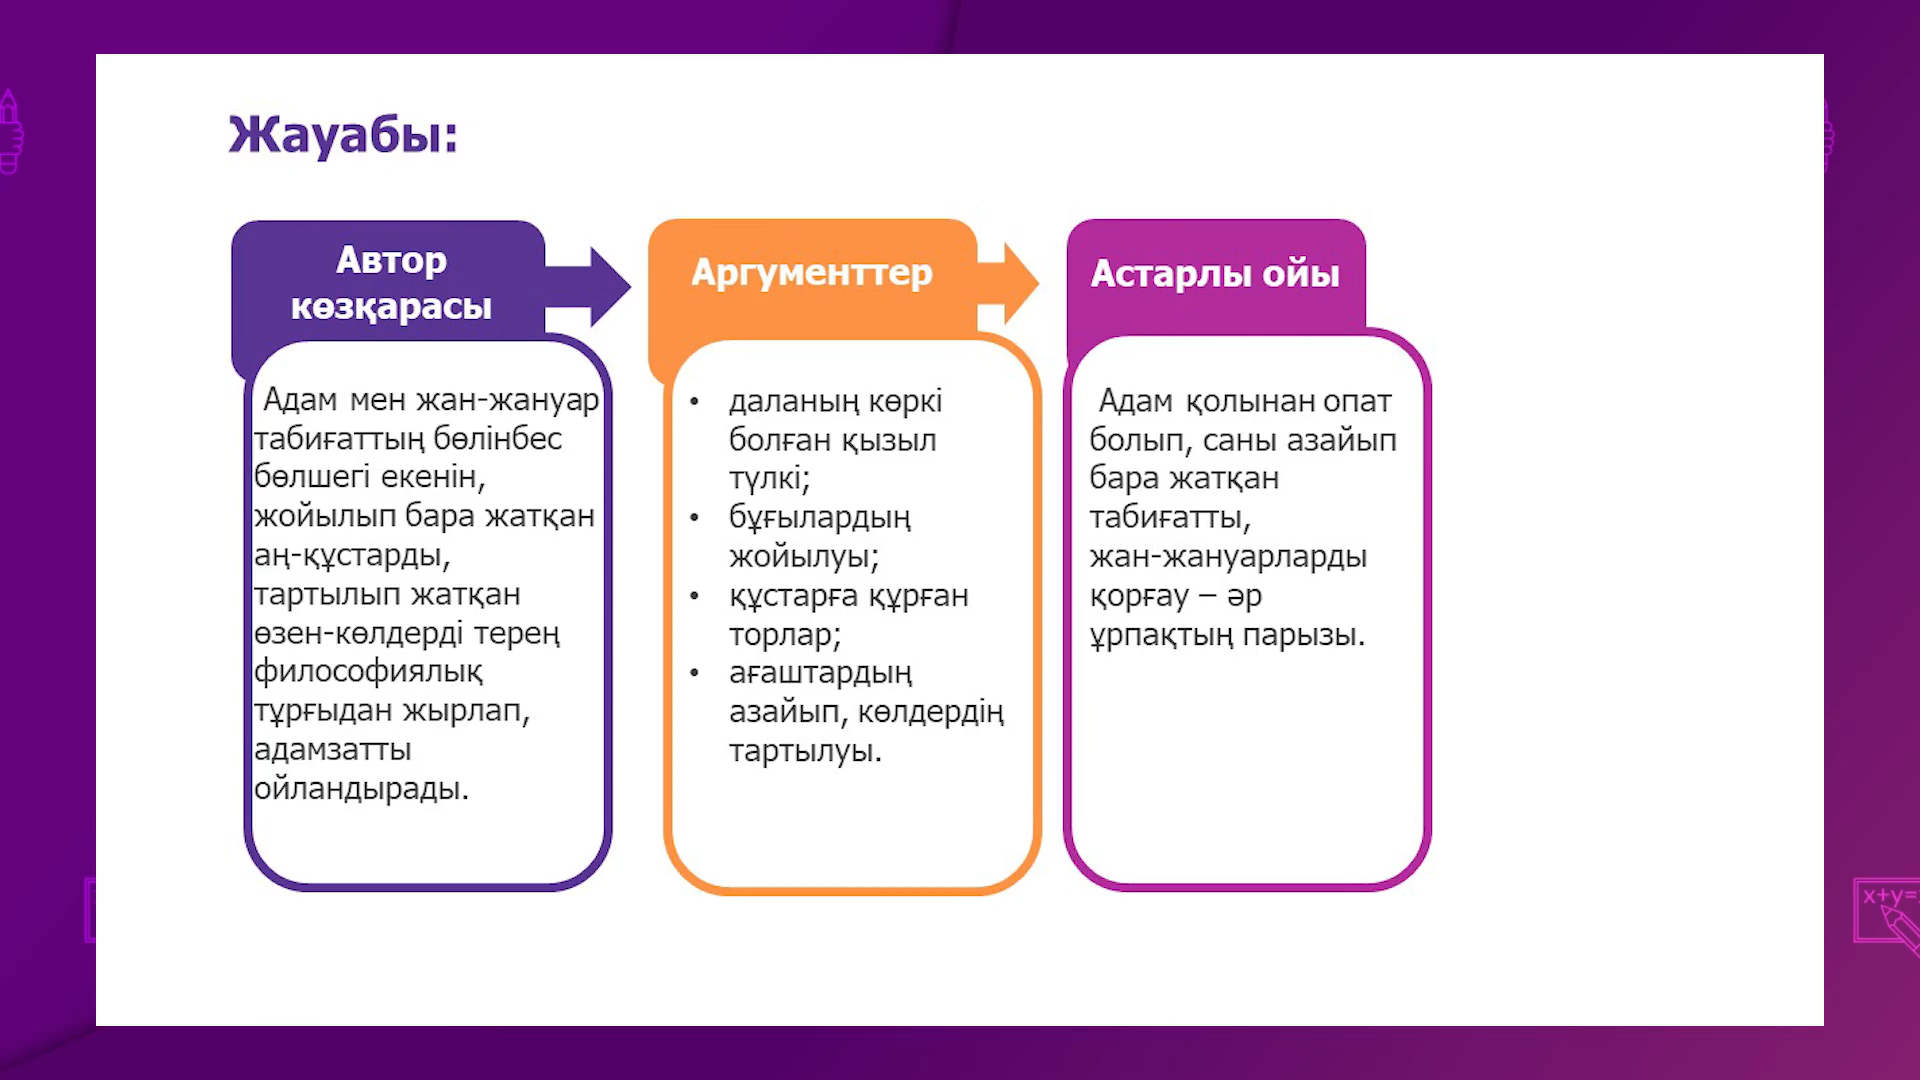 Жауабы:
Автор
көзқарасы
Адам мен жан-жануар
табиғаттың бөлінбес
бөлшегі екенін,
жойылып бара жатқан
аң-құстарды,
тартылып жатқан
өзен-көлдерді терең
философиялық
тұрғыдан жырлап,
адамзатты
ойландырады.
Аргументтер
• даланың көркі
болған қызыл
түлкі;
• бұғылардың
жойылуы;
• құстарға құрған
торлар;
• ағаштардың
азайып, көлдердің
тартылуы.
Астарлы ойы
Адам қолынан опат
болып, саны азайып
бара жатқан
табиғатты,
жан-жануарларды
қорғау – әр
ұрпақтың парызы.
x+y=